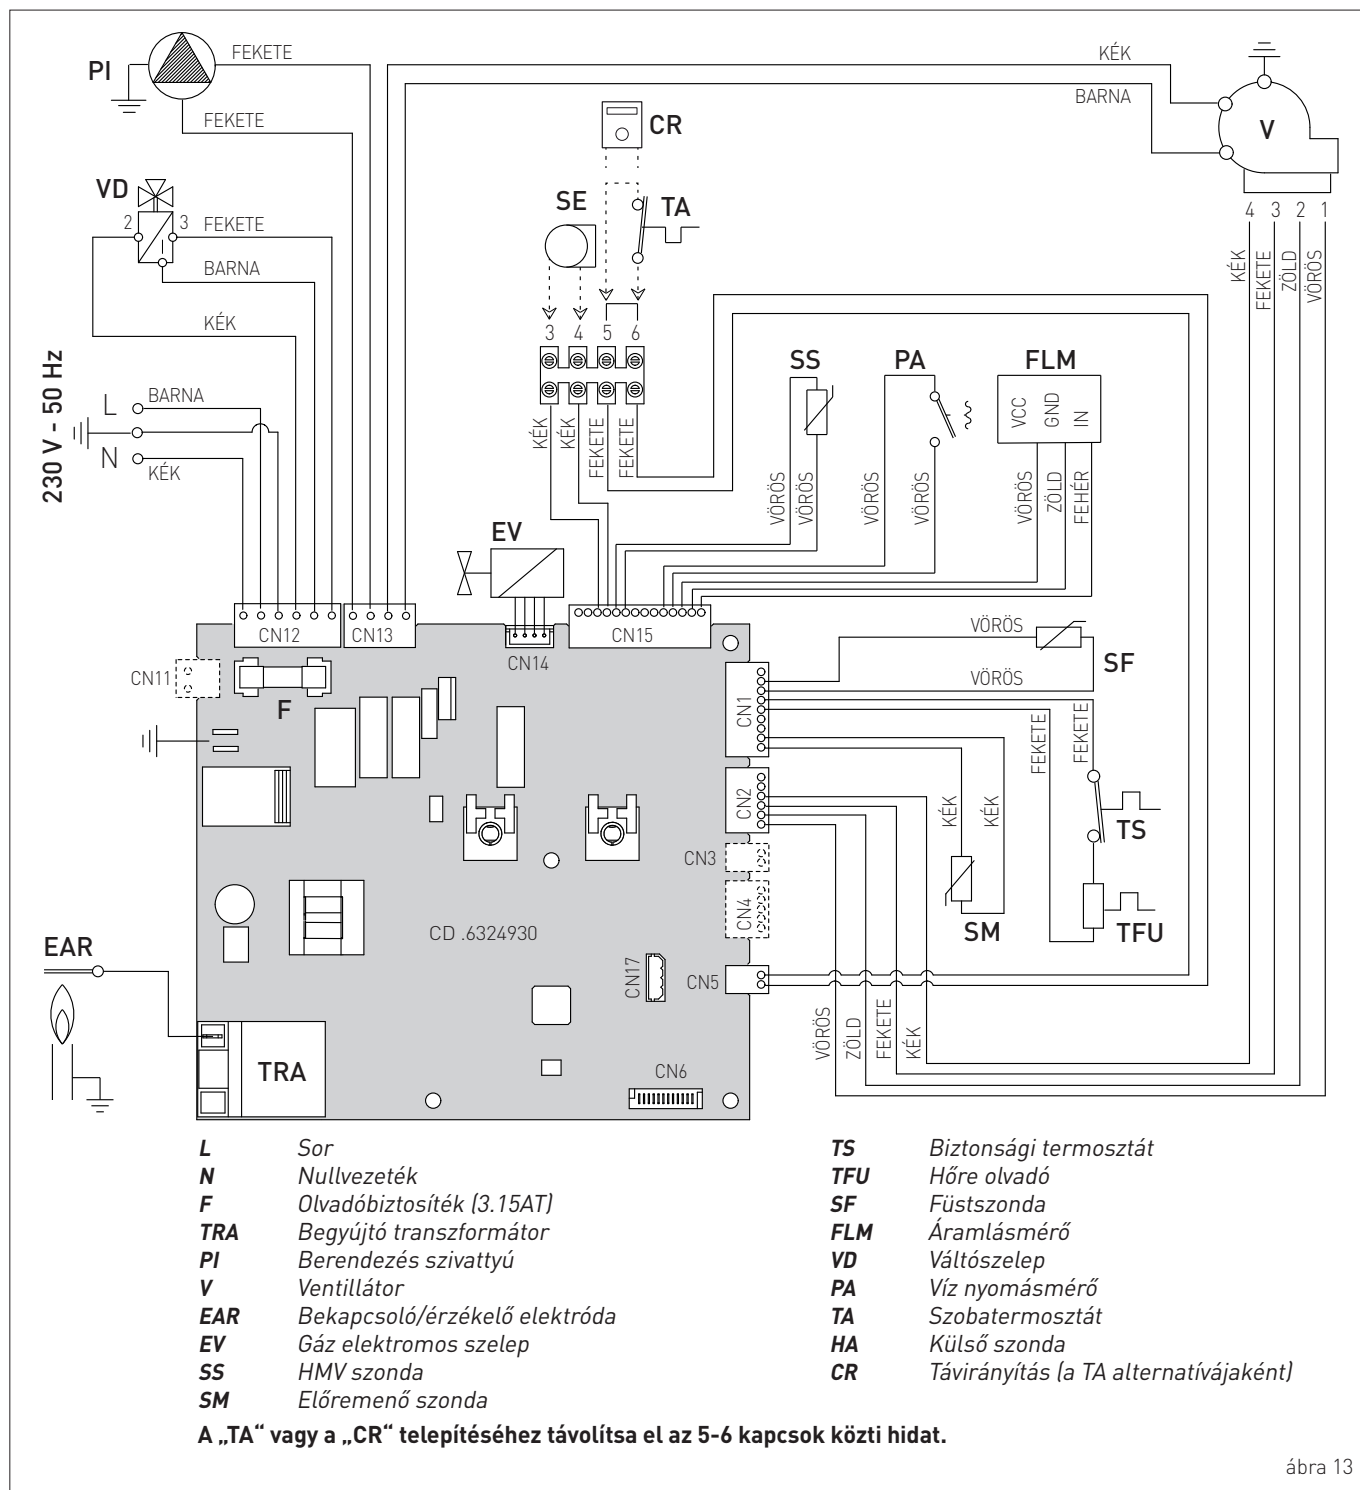 PI
FEKETE
FEKETE
KÉK
BARNA
V
CR
VD
2
3
FEKETE
BARNA
KÉK
SE
TA
4 3 2 1
KÉK
FEKETE
ZÖLD
VÖRÖS
3 4 5 6
230 V - 50 Hz
L
BARNA
N
KÉK
KÉK
KÉK
FEKETE
FEKETE
SS
PA
FLM
VCC
GND
IN
VÖRÖS
VÖRÖS
VÖRÖS
VÖRÖS
VÖRÖS
ZÖLD
FEHÉR
EV
CN12
CN13
CN14
CN15
CN11
F
VÖRÖS
VÖRÖS
SF
CN1
FEKETE
FEKETE
CN2
KÉK
KÉK
TS
CN3
CN4
SM
TFU
CD .6324930
EAR
CN17
CN5
VÖRÖS
ZÖLD
FEKETE
KÉK
TRA
CN6
L Sor
N Nullvezeték
F Olvadóbiztosíték (3.15AT)
TRA Begyújtó transzformátor
PI Berendezés szivattyú
V Ventillátor
EAR Bekapcsoló/érzékelő elektróda
EV Gáz elektromos szelep
SS HMV szonda
SM Előremenő szonda
TS Biztonsági termosztát
TFU Hőre olvadó
SF Füstszonda
FLM Áramlásmérő
VD Váltószelep
PA Víz nyomásmérő
TA Szobatermosztát
HA Külső szonda
CR Távirányítás (a TA alternatívájaként)
A „TA“ vagy a „CR“ telepítéséhez távolítsa el az 5-6 kapcsok közti hidat.
ábra 13